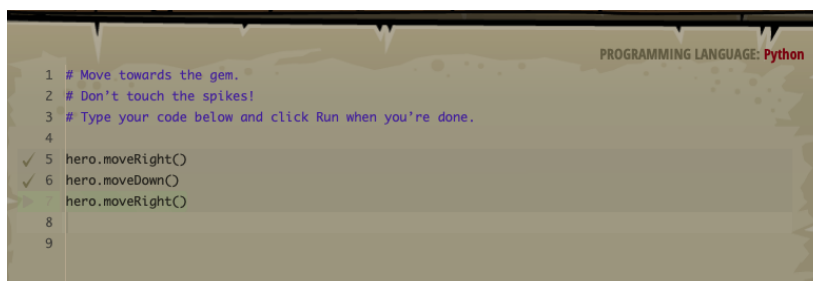 PROGRAMMING LANGUAGE: Python
1 # Move towards the gem.
2 # Don't touch the spikes!
3 # Type your code below and click Run when you're done.
4
5 hero.moveRight()
6 hero.moveDown()
7 hero.moveRight()
8
9